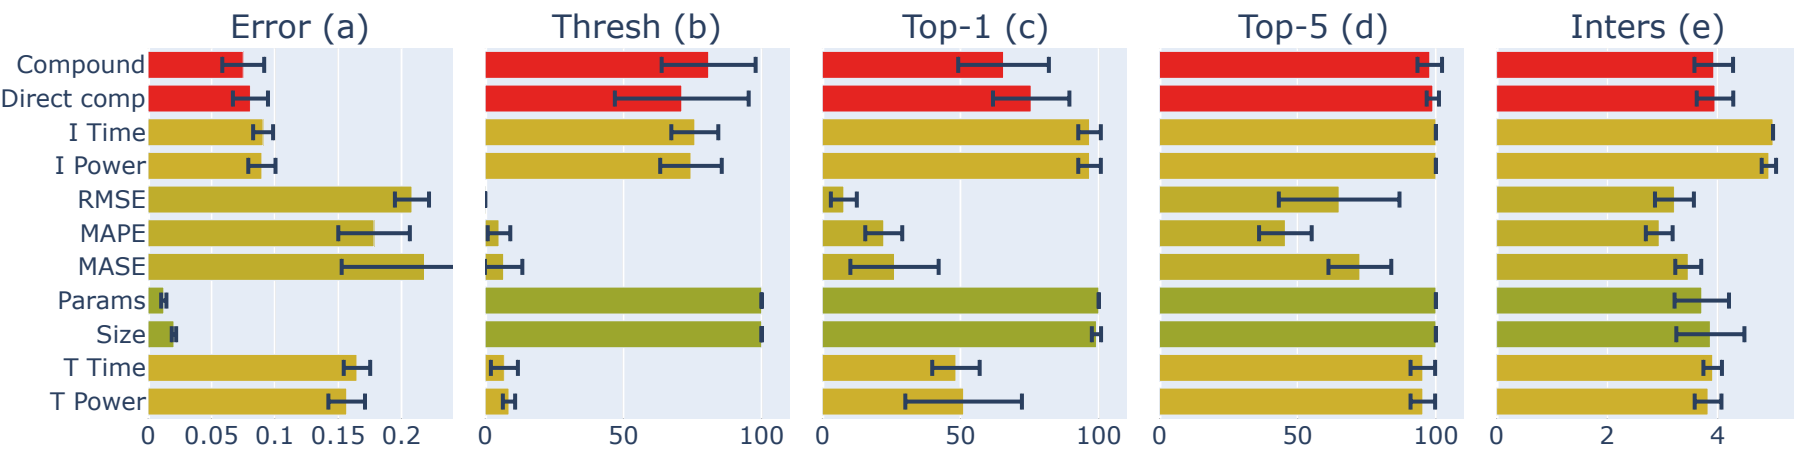 Error (a) Thresh (b) Top-1 (c) Top-5 (d) Inters (e)
Compound
Direct comp
I Time
I Power
RMSE
MAPE
MASE
Params
Size
T Time
T Power
0 0.05 0.1 0.15 0.2 0 50 100 0 50 100 0 50 100 0 2 4